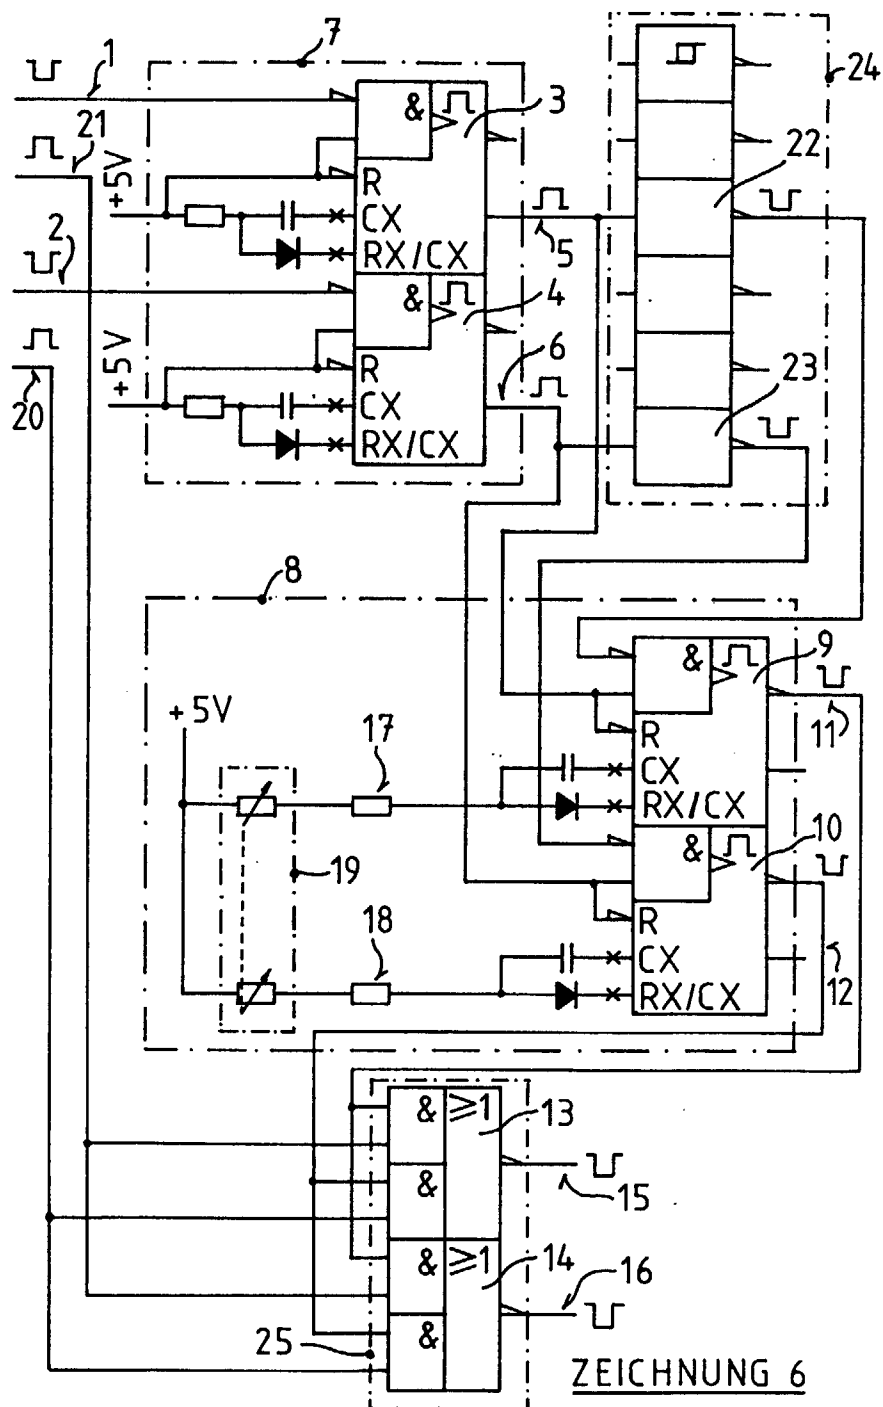 7
1
24
&
3
21
+5V
R
22
CX
5
2
RX/CX
&
4
+5V
6
R
23
20
CX
RX/CX
8
&
9
+5V
17
R
11
CX
RX/CX
&
10
19
18
R
CX
12
RX/CX
& ≥1
13
&
15
& ≥1
14
16
25
&
ZEICHNUNG 6